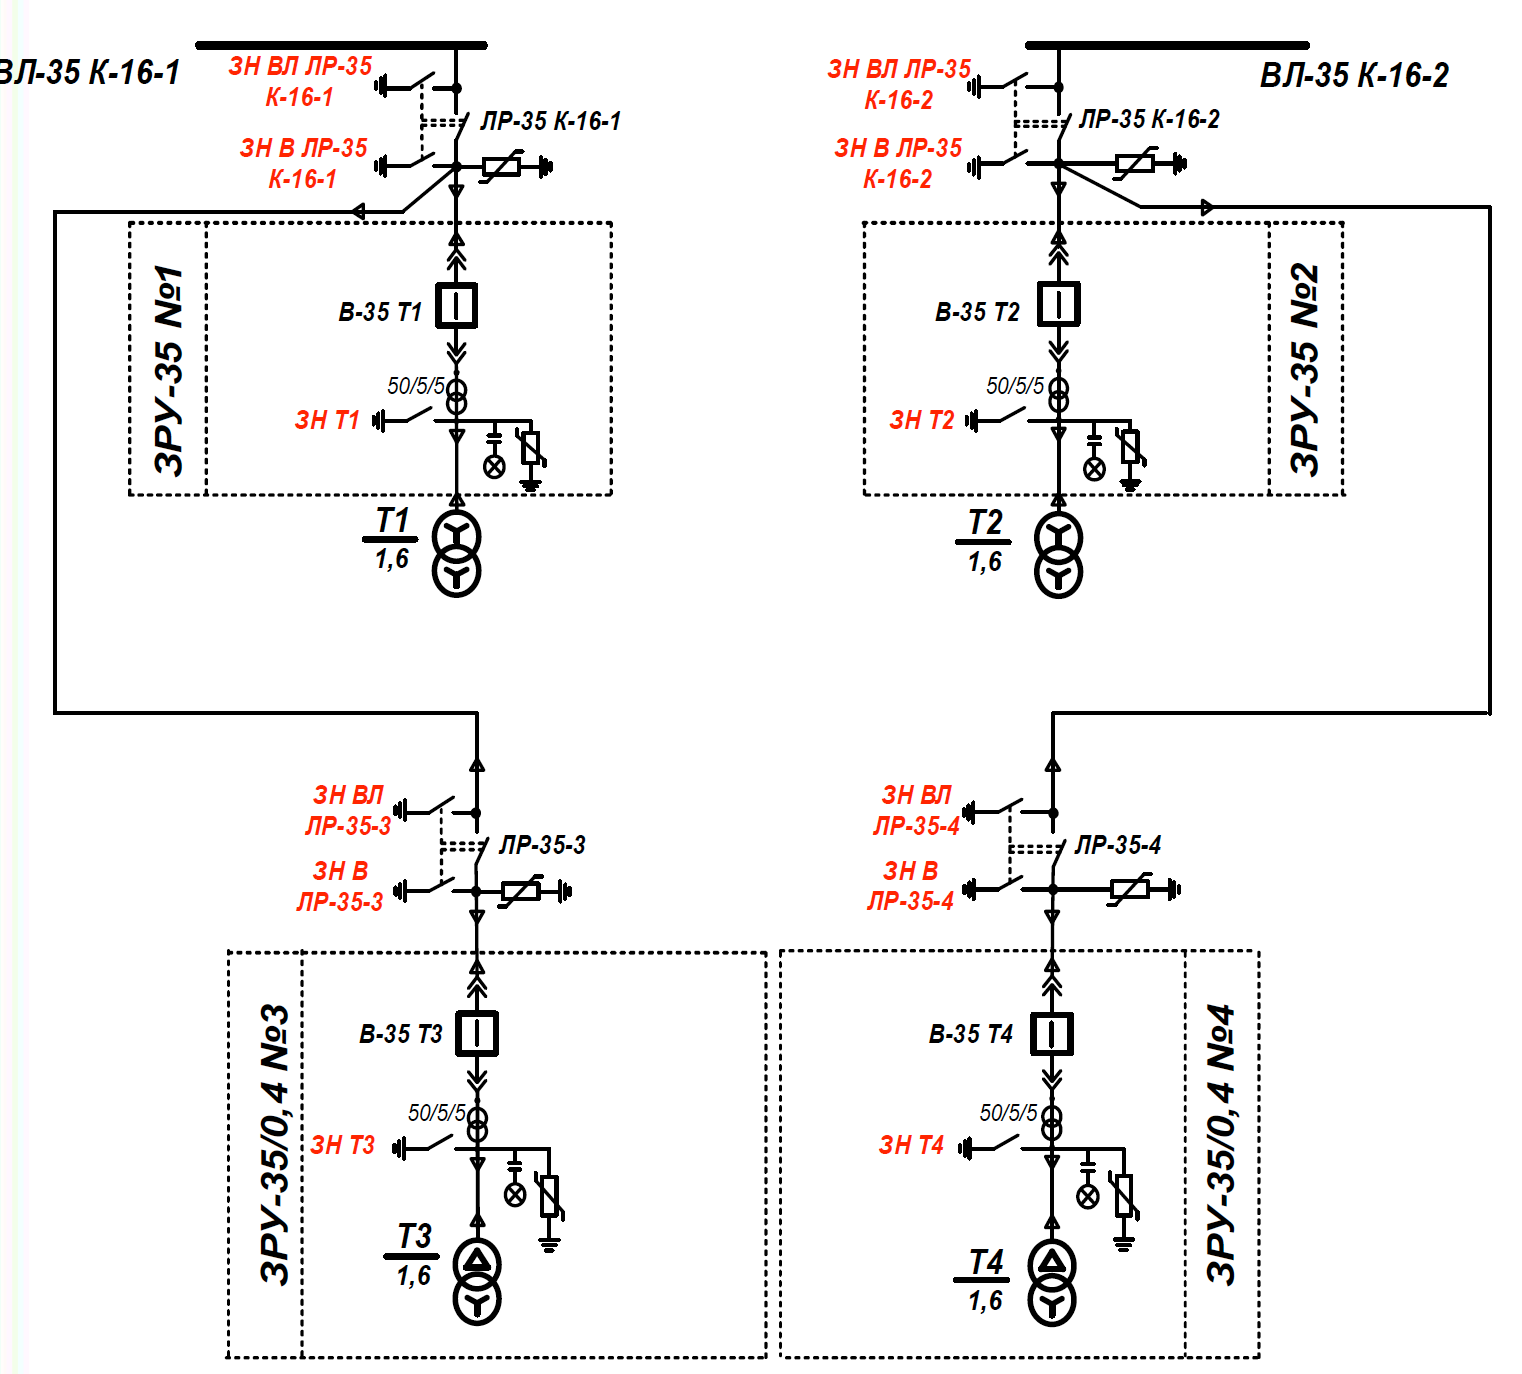 ВЛ-35 К-16-1
ЗН ВЛ ЛР-35
К-16-1
ЛР-35 К-16-1
ЗН В ЛР-35
К-16-1
ЗН ВЛ ЛР-35
К-16-2
ВЛ-35 К-16-2
ЛР-35 К-16-2
ЗН В ЛР-35
К-16-2
ЗРУ-35 №1
В-35 Т1
50/5/5
ЗН Т1
Т1
1,6
В-35 Т2
50/5/5
ЗН Т2
ЗРУ-35 №2
Т2
1,6
ЗН ВЛ
ЛР-35-3
ЛР-35-3
ЗН В
ЛР-35-3
ЗН ВЛ
ЛР-35-4
ЛР-35-4
ЗН В
ЛР-35-4
ЗРУ-35/0,4 №3
В-35 Т3
50/5/5
ЗН Т3
Т3
1,6
В-35 Т4
50/5/5
ЗН Т4
Т4
1,6
ЗРУ-35/0,4 №4